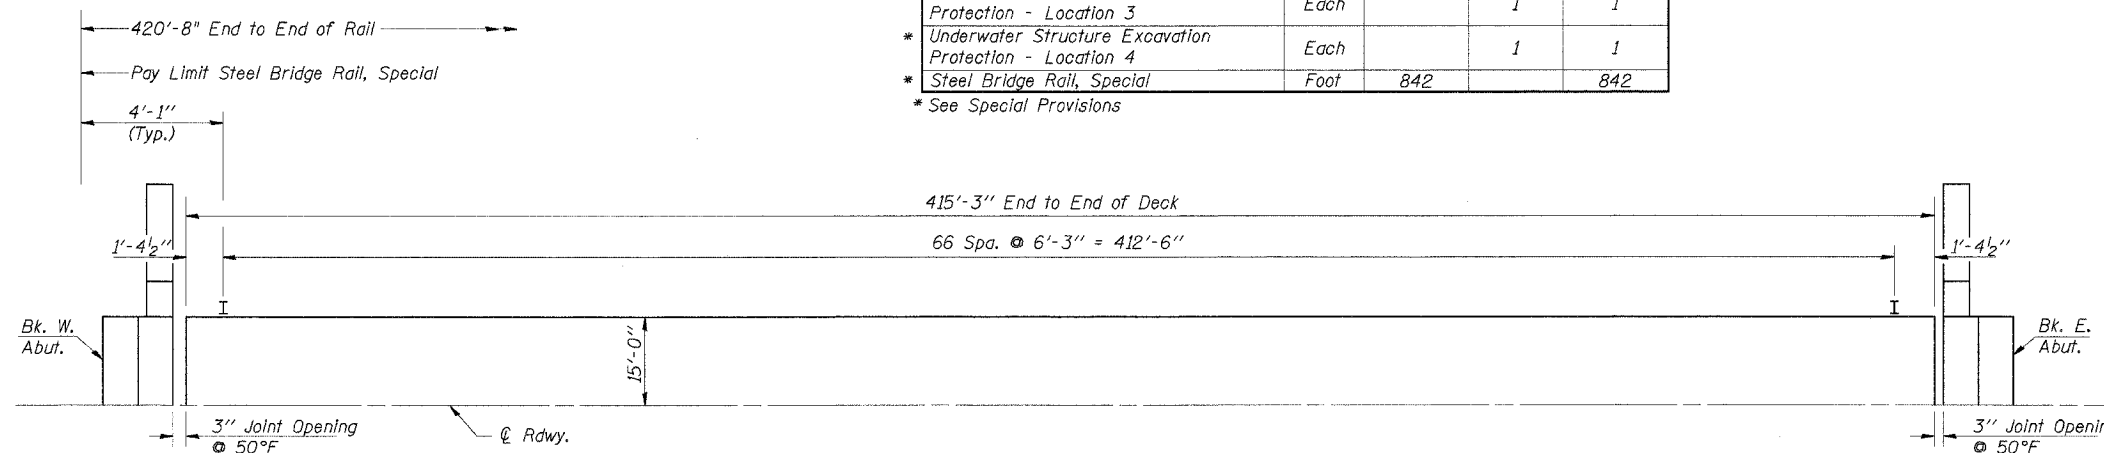 Protection - Location 3 Each 1 1
* Underwater Structure Excavation
Protection - Location 4 Each 1 1
* Steel Bridge Rail, Special Foot 842 842
* See Special Provisions
420'-8" End to End of Rail
Pay Limit Steel Bridge Rail, Special
4'-1"
(Typ.)
415'-3" End to End of Deck
1'-4½"
66 Spa. @ 6'-3" = 412'-6"
1'-4½"
Bk. W.
Abut.
15'-0"
Bk. E.
Abut.
3" Joint Opening
@ 50°F
℄ Rdwy.
3" Joint Openin
@ 50°F